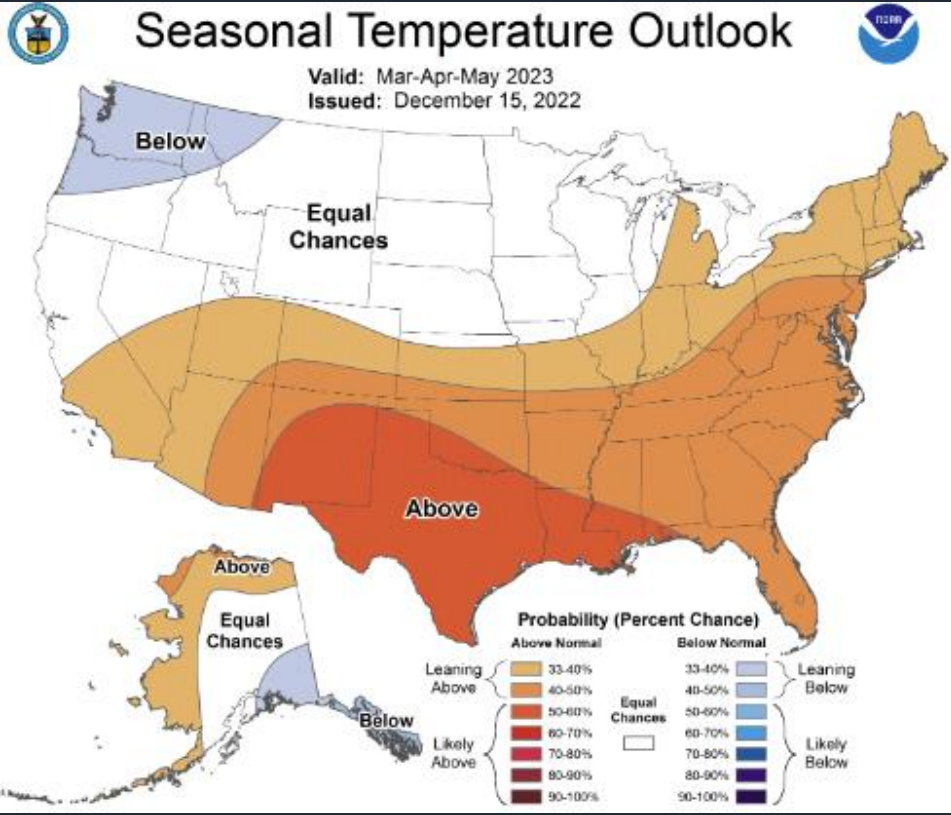 Seasonal Temperature Outlook
NOAA
Valid: Mar-Apr-May 2023
Issued: December 15, 2022
Below
Equal
Chances
Above
Above
Equal
Chances
Below
Probability (Percent Chance)
Above Normal
Below Normal
Leaning
Above
33-40%
40-50%
50-60%
60-70%
70-80%
80-90%
90-100%
Likely
Above
Equal
Chances
33-40%
40-50%
50-60%
60-70%
70-80%
80-90%
90-100%
Leaning
Below
Likely
Below